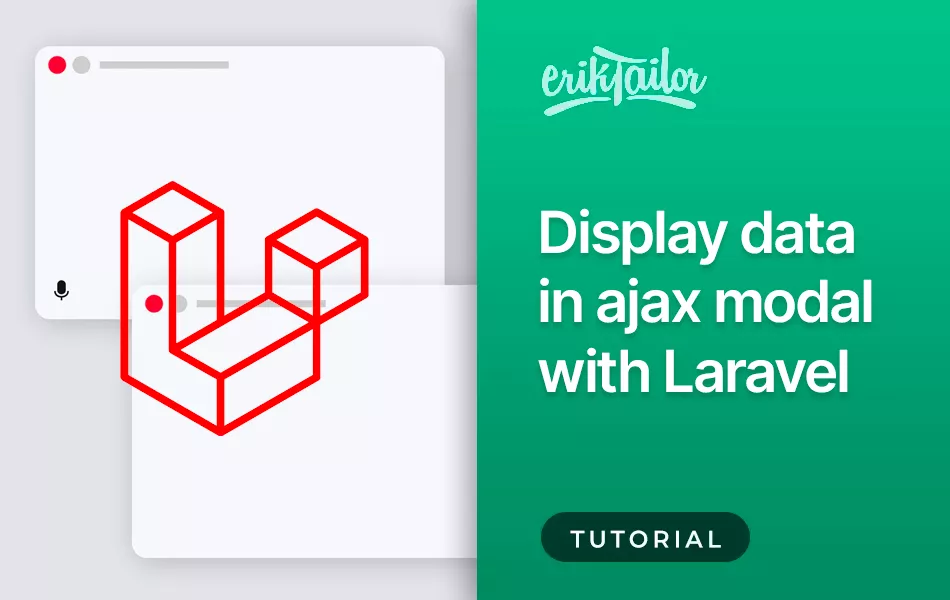 erikTailor
Display data
in ajax modal
with Laravel
TUTORIAL